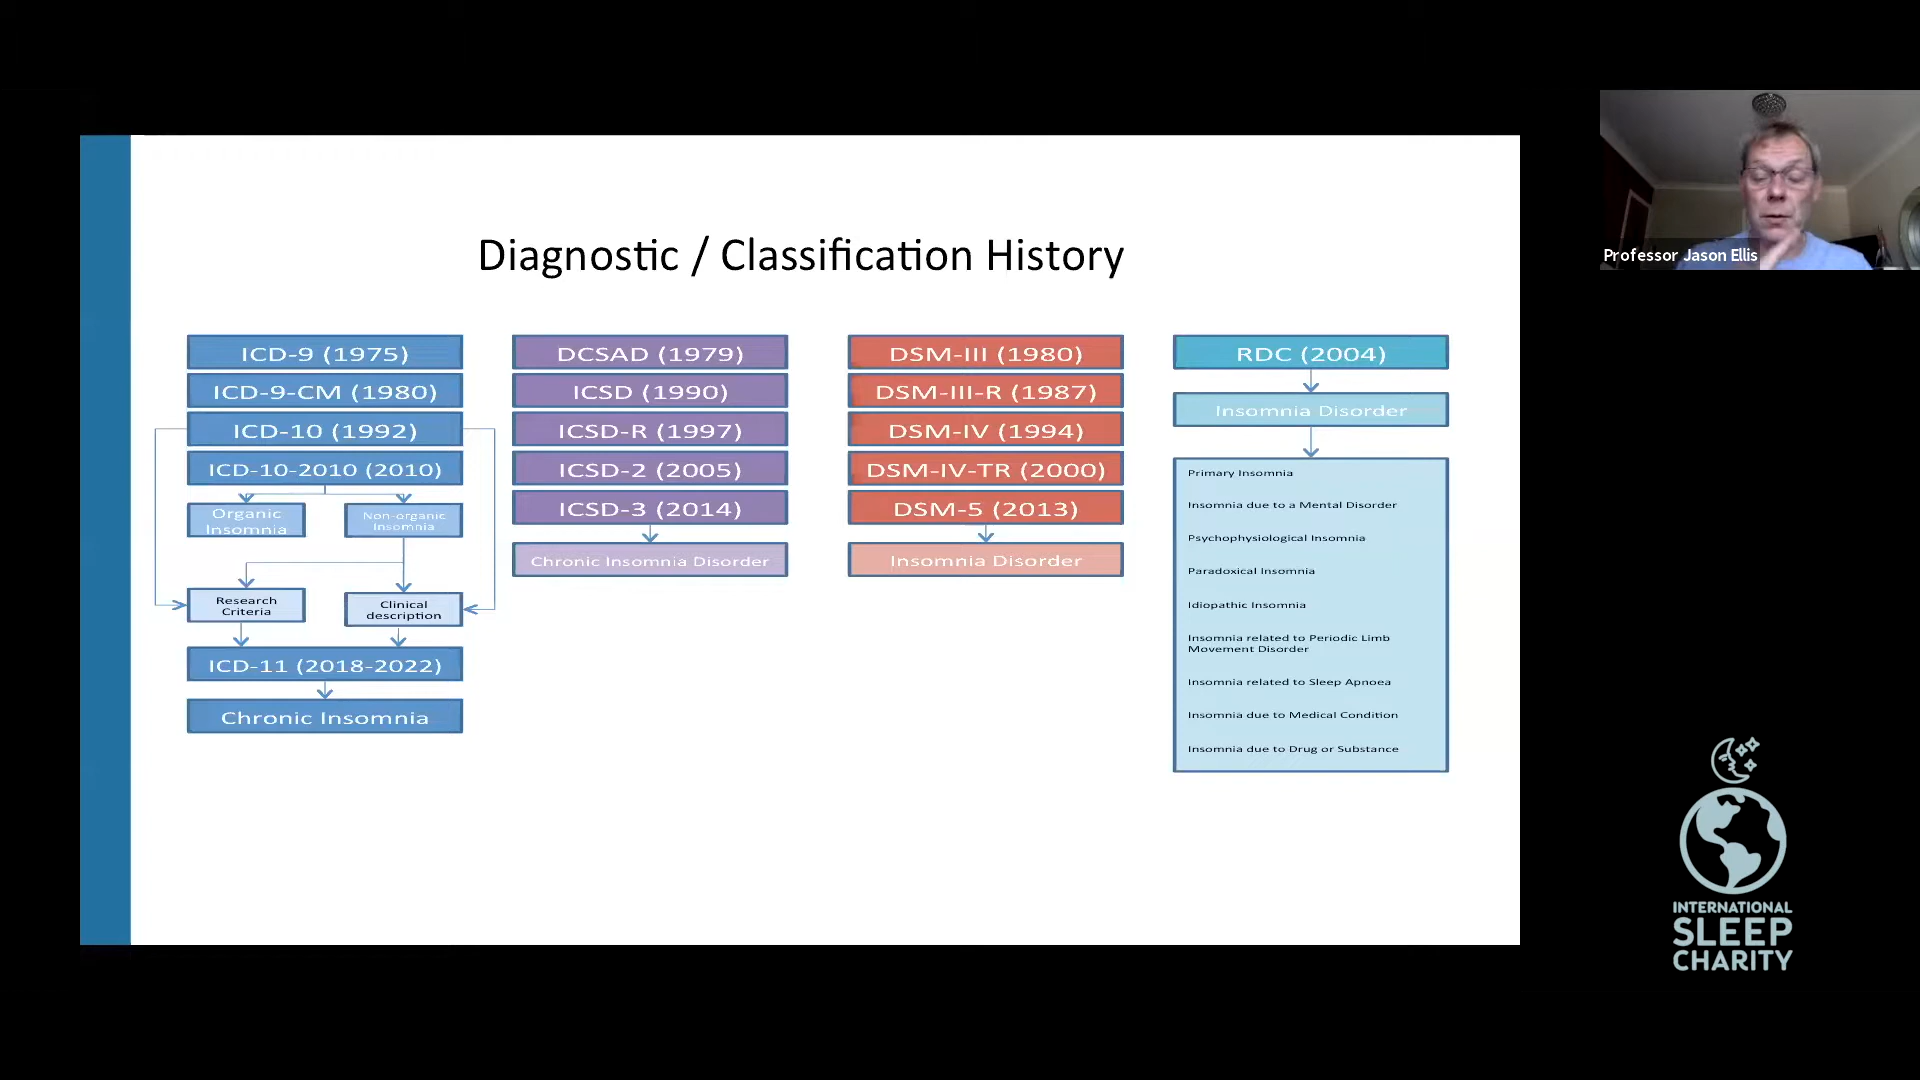 Diagnostic / Classification History
ICD-9 (1975)
ICD-9-CM (1980)
ICD-10 (1992)
ICD-10-2010 (2010)
Organic
Insomnia
Non-organic
Insomnia
Research
Criteria
Clinical
description
ICD-11 (2018-2022)
Chronic Insomnia
DCSAD (1979)
ICSD (1990)
ICSD-R (1997)
ICSD-2 (2005)
ICSD-3 (2014)
Chronic Insomnia Disorder
DSM-III (1980)
DSM-III-R (1987)
DSM-IV (1994)
DSM-IV-TR (2000)
DSM-5 (2013)
Insomnia Disorder
RDC (2004)
Insomnia Disorder
Primary Insomnia
Insomnia due to a Mental Disorder
Psychophysiological Insomnia
Paradoxical Insomnia
Idiopathic Insomnia
Insomnia related to Periodic Limb
Movement Disorder
Insomnia related to Sleep Apnoea
Insomnia due to Medical Condition
Insomnia due to Drug or Substance
Professor Jason Ellis
INTERNATIONAL
SLEEP
CHARITY